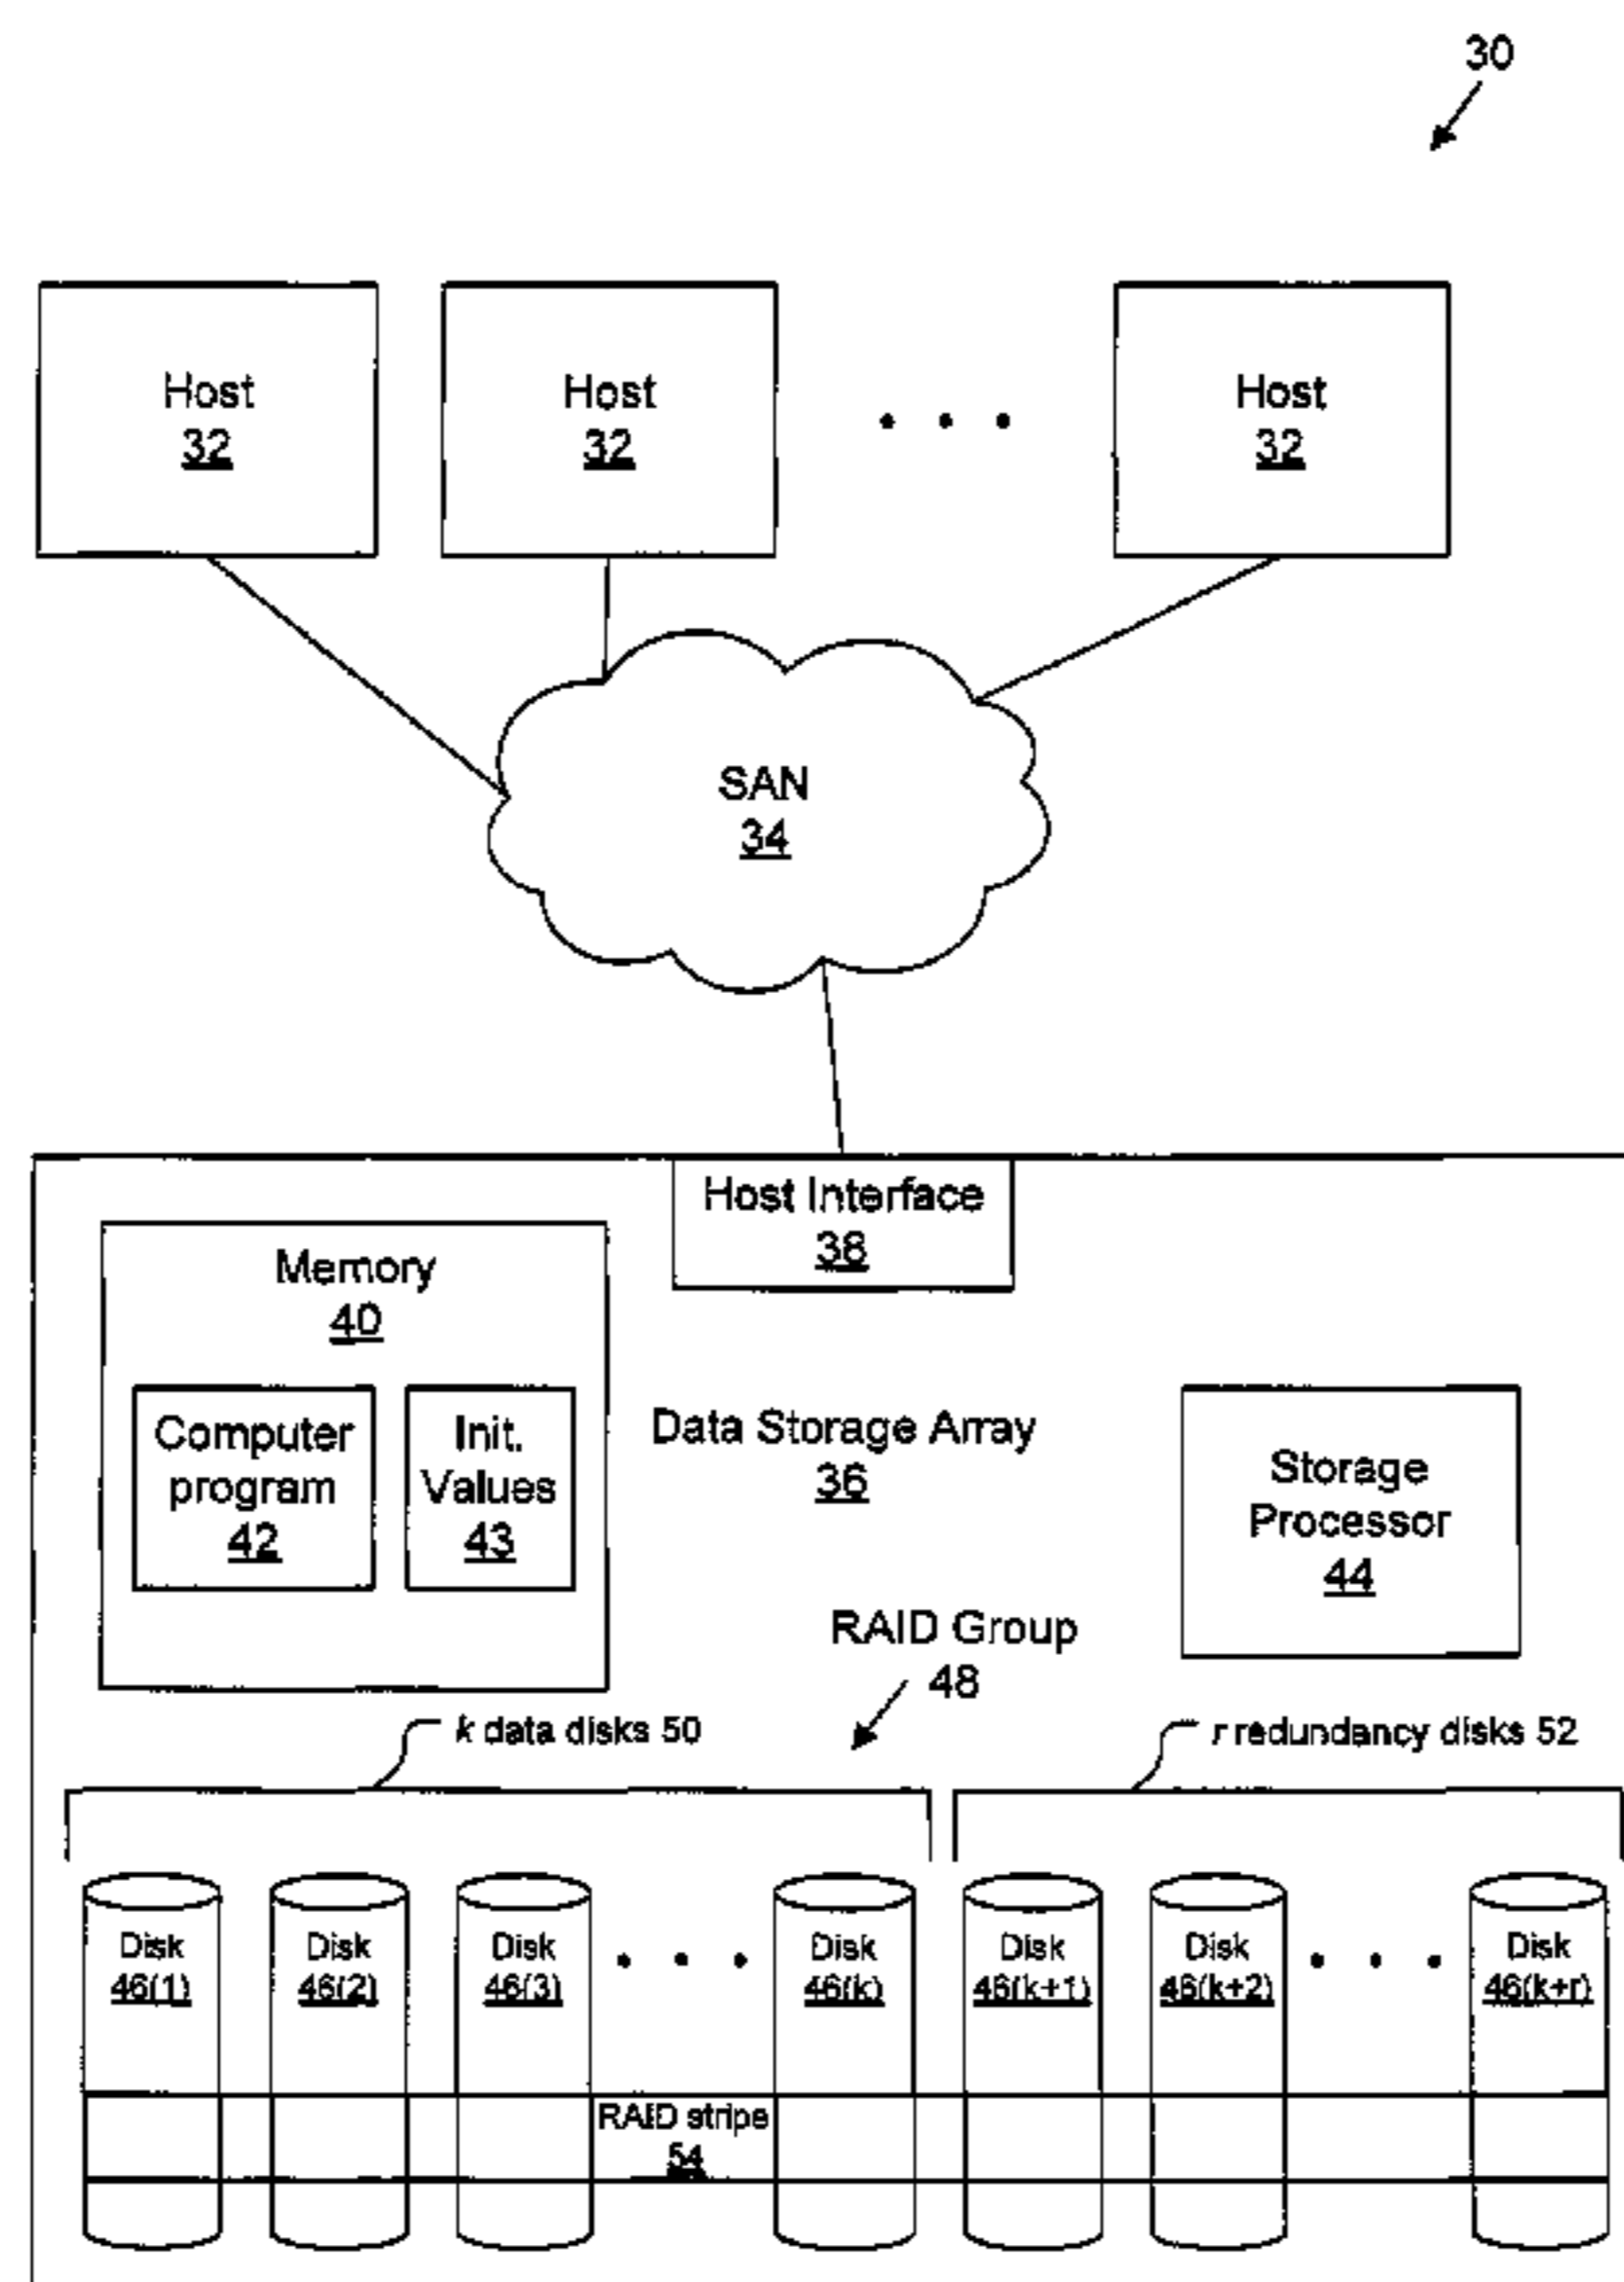 30
Host
32
Host
32
Host
32
SAN
34
Host Interface
38
Memory
40
Computer
program
42
Init.
Values
43
Data Storage Array
36
Storage
Processor
44
RAID Group
48
k data disks 50
r redundancy disks 52
Disk
46(1)
Disk
46(2)
Disk
46(3)
Disk
46(k)
Disk
46(k+1)
Disk
46(k+2)
Disk
46(k+r)
RAID stripe
54